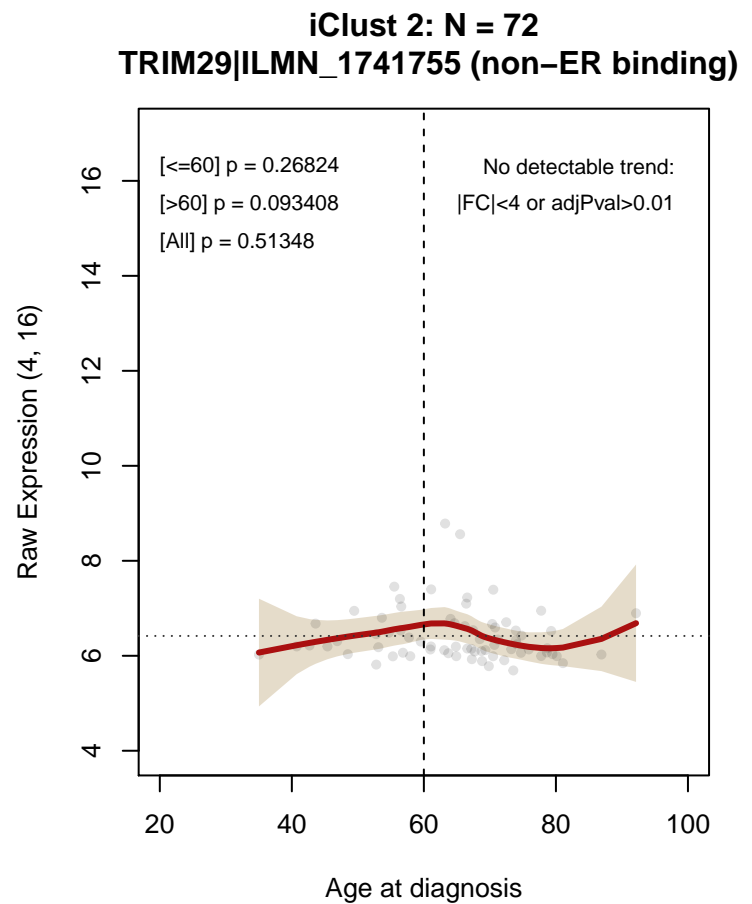 iClust 2: N = 72
TRIM29|ILMN_1741755 (non−ER binding)
[<=60] p = 0.26824
[>60] p = 0.093408
[All] p = 0.51348
No detectable trend:
|FC|<4 or adjPval>0.01
Raw Expression (4, 16)
16
14
12
10
8
6
4
20 40 60 80 100
Age at diagnosis